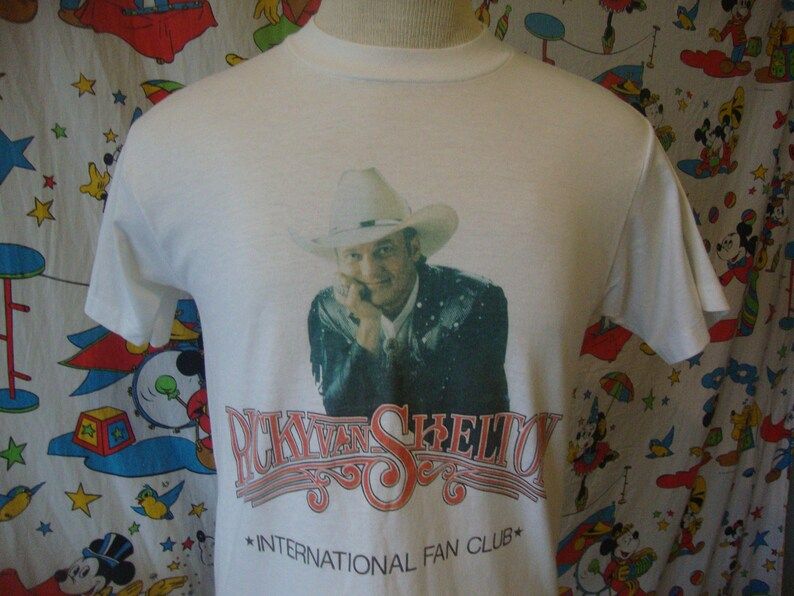 RICKY VAN SHELTON
★INTERNATIONAL FAN CLUB★